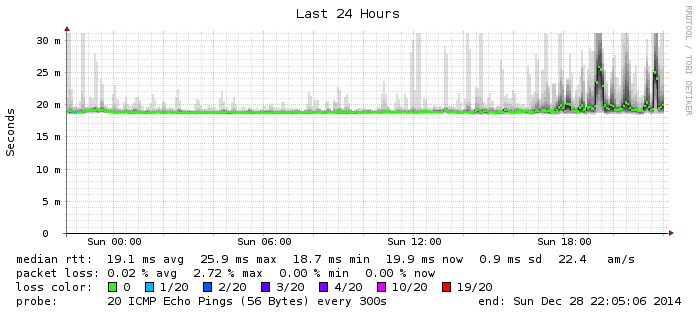 Last 24 Hours
RRDTOOL / TOBI OETIKER
Seconds
30 m
25 m
20 m
15 m
10 m
5 m
0
Sun 00:00 Sun 06:00 Sun 12:00 Sun 18:00
median rtt: 19.1 ms avg 25.9 ms max 18.7 ms min 19.9 ms now 0.9 ms sd 22.4 am/s
packet loss: 0.02 % avg 2.72 % max 0.00 % min 0.00 % now
loss color: 0 1/20 2/20 3/20 4/20 10/20 19/20
probe: 20 ICMP Echo Pings (56 Bytes) every 300s end: Sun Dec 28 22:05:06 2014